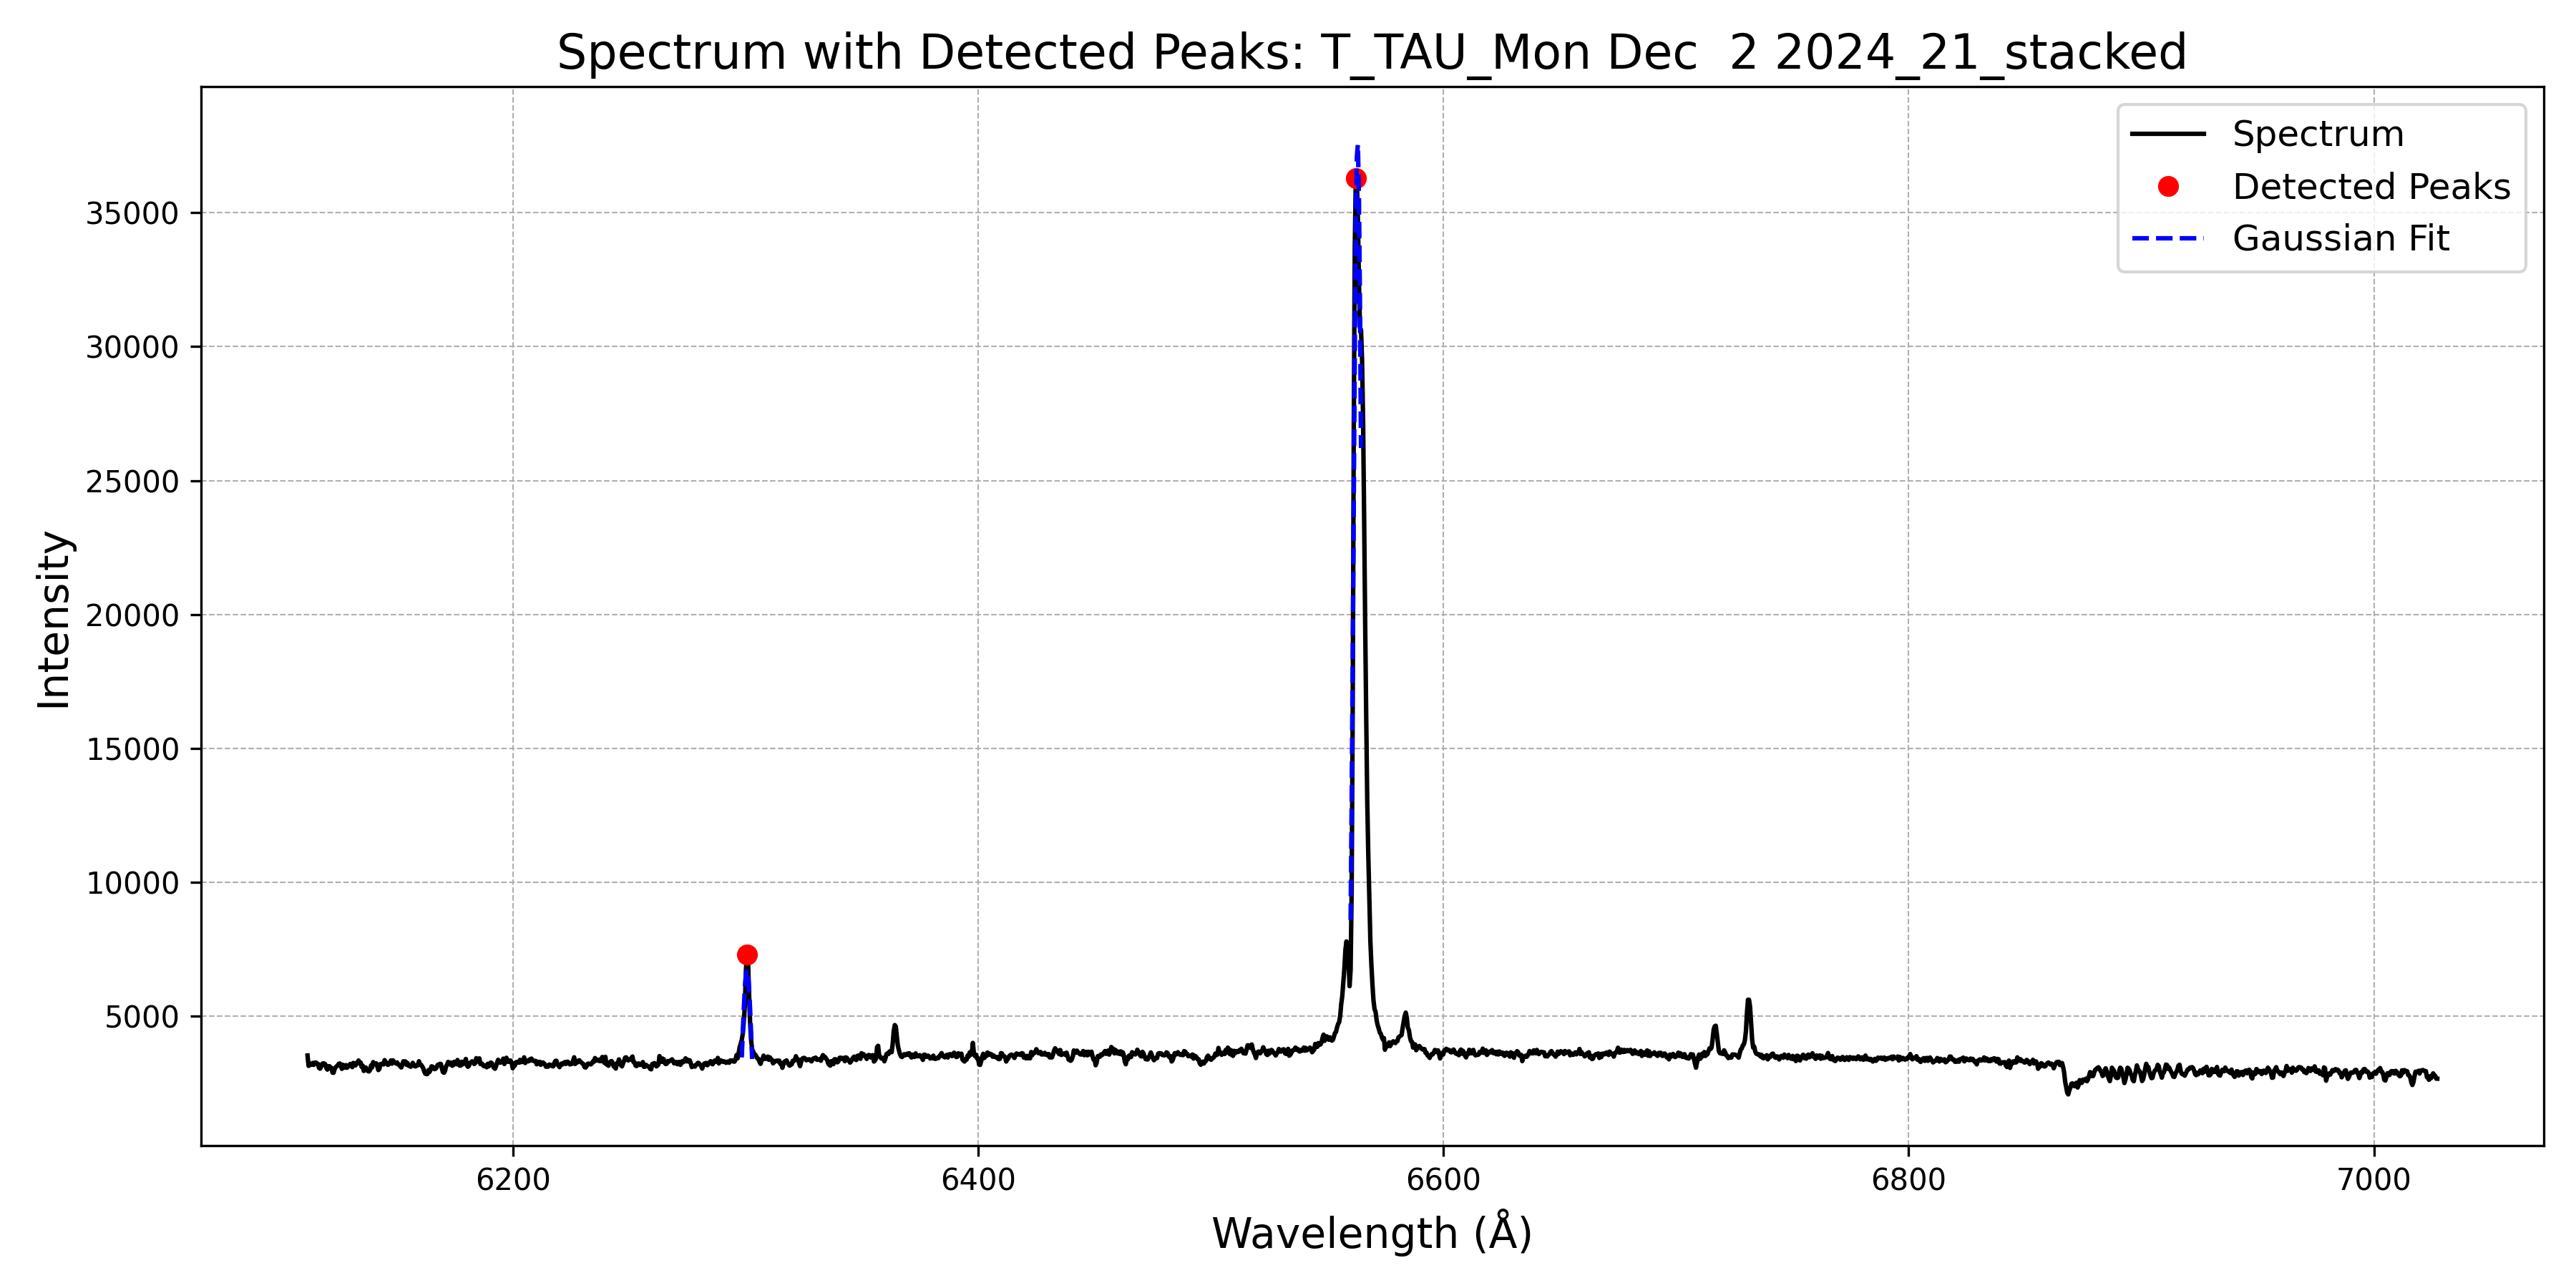 Spectrum with Detected Peaks: T_TAU_Mon Dec  2 2024_21_stacked
Spectrum
Detected Peaks
Gaussian Fit
Intensity
35000
30000
25000
20000
15000
10000
5000
6200
6400
6600
6800
7000
Wavelength (Å)